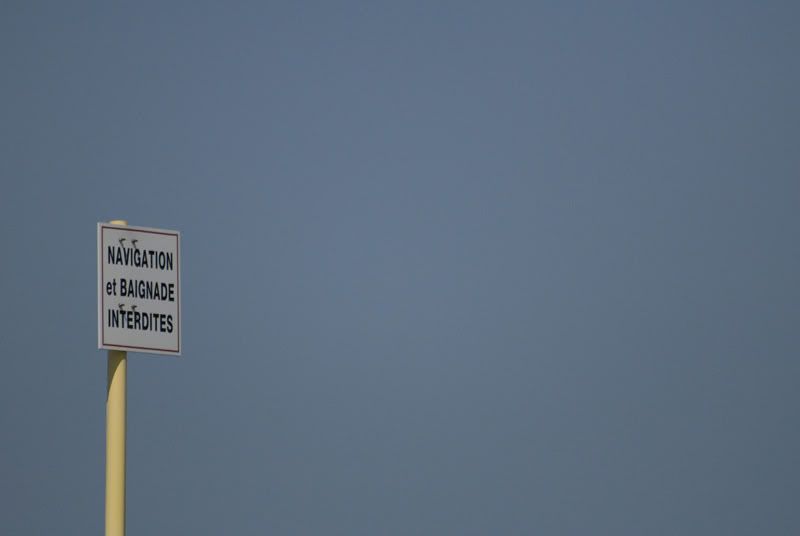 NAVIGATION
et BAIGNADE
INTERDITES